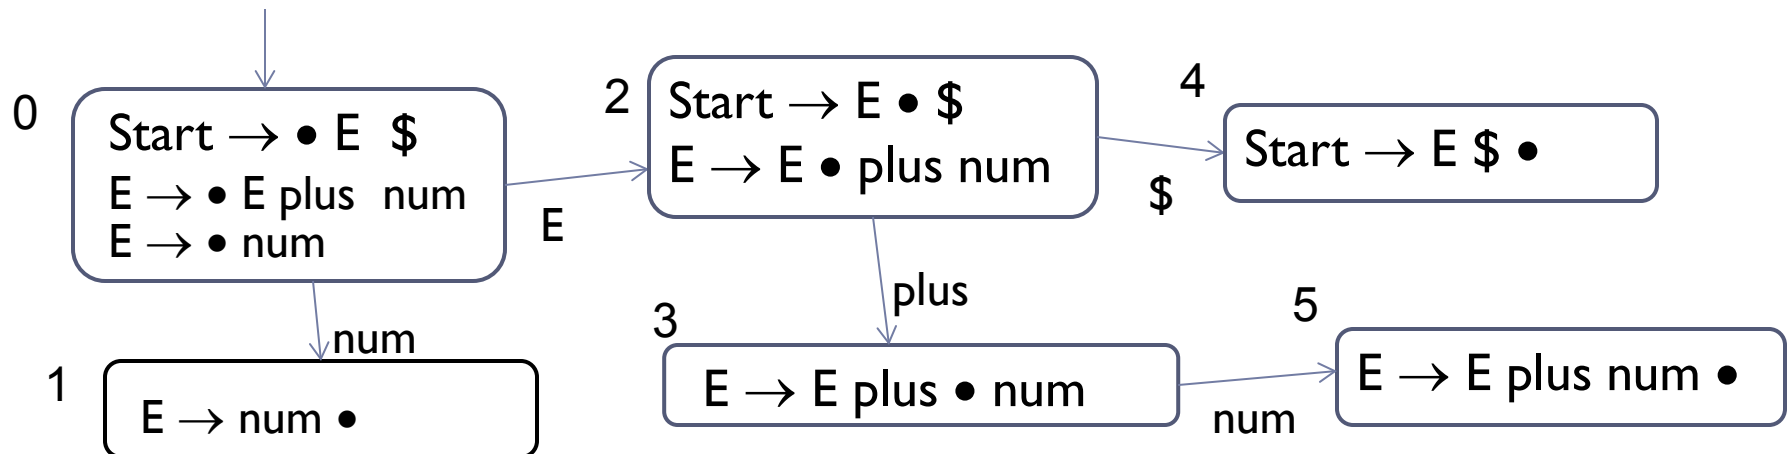 0
Start → • E $
E → • E plus num
E → • num
E
2
Start → E • $
E → E • plus num
$
4
Start → E $ •
num
1
E → num •
plus
3
E → E plus • num
num
5
E → E plus num •